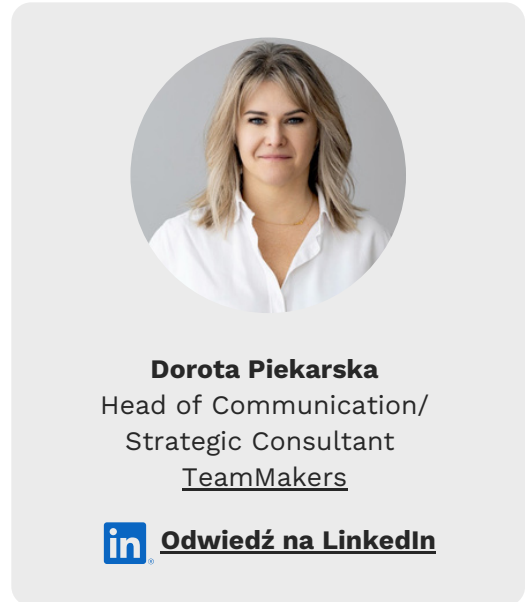 Dorota Piekarska
Head of Communication/
Strategic Consultant
TeamMakers
in Odwiedź na LinkedIn